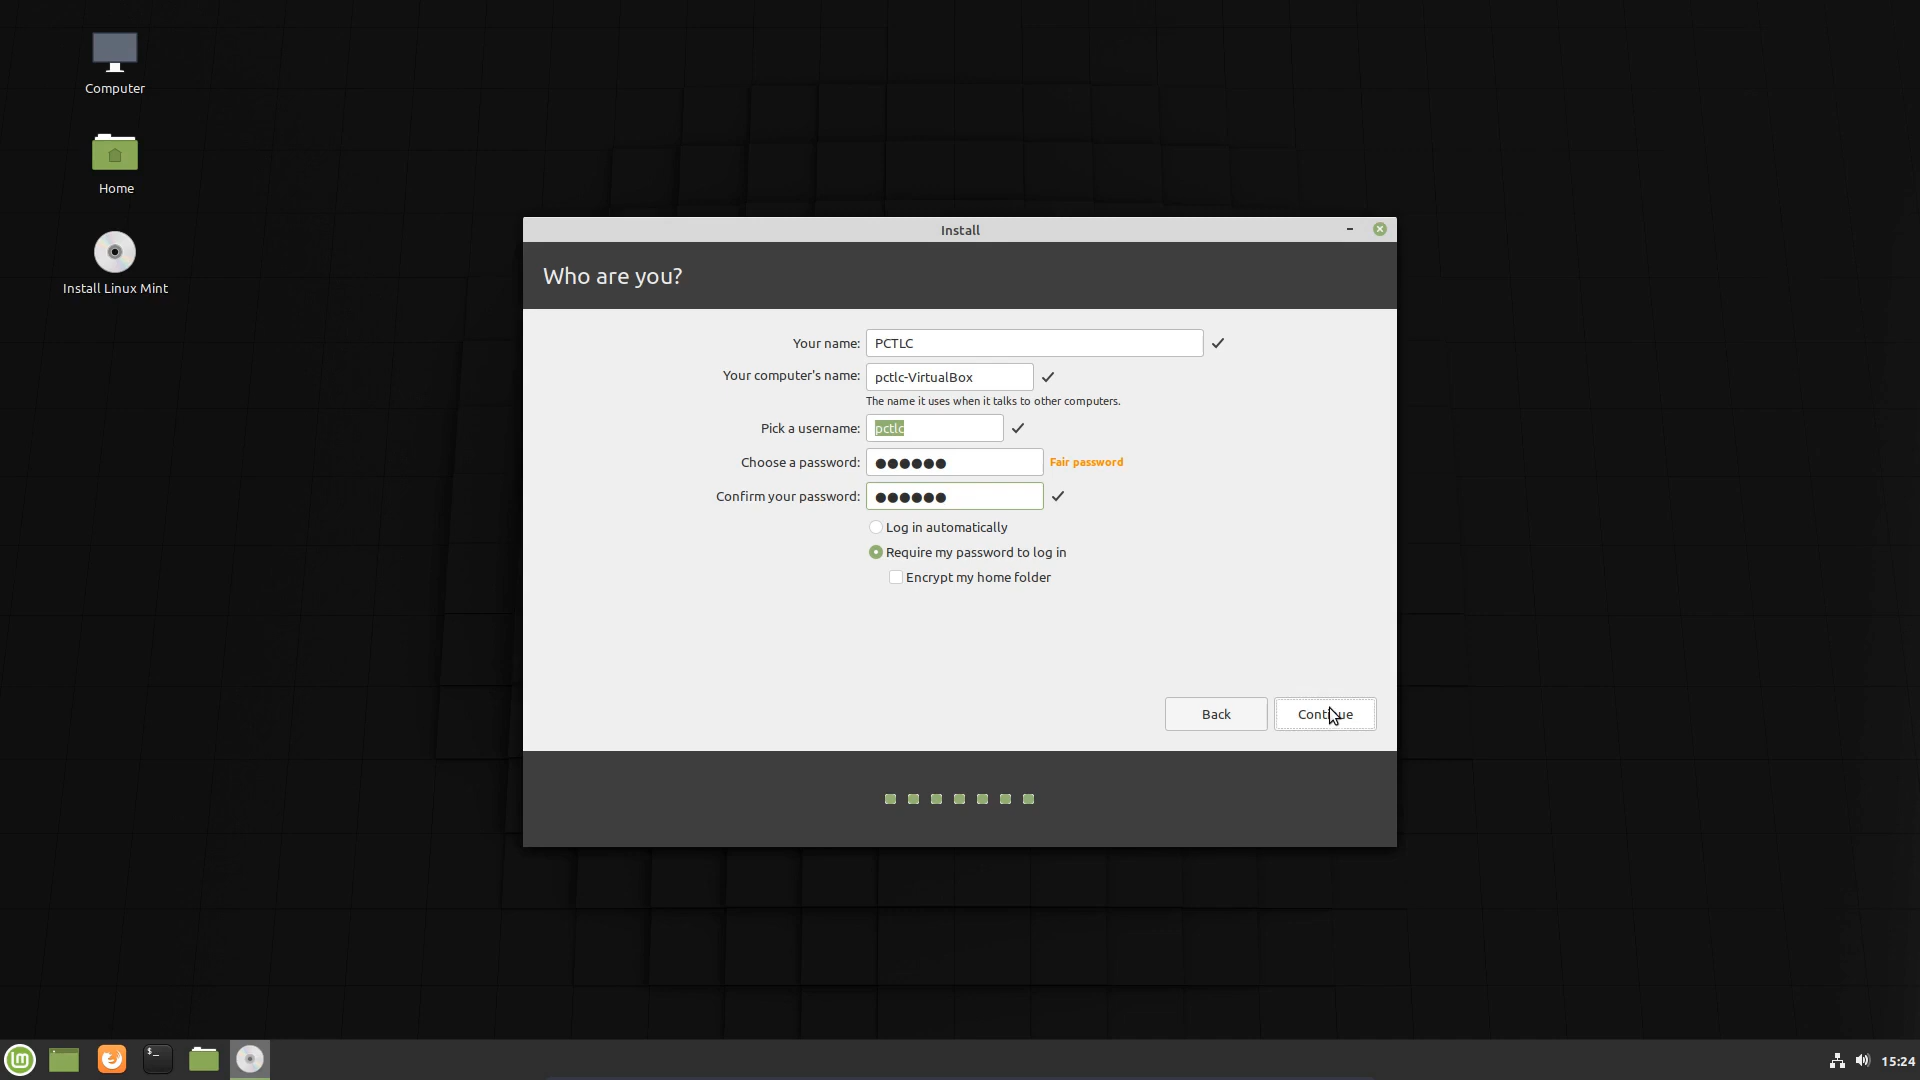 Computer
Home
Install Linux Mint
Install
Who are you?
Your name: PCTLC
Your computer's name: pctlc-VirtualBox
The name it uses when it talks to other computers.
Pick a username: pctlc
Choose a password: ●●●●●● Fair password
Confirm your password: ●●●●●●
Log in automatically
Require my password to log in
Encrypt my home folder
Back Continue
$_
15:24